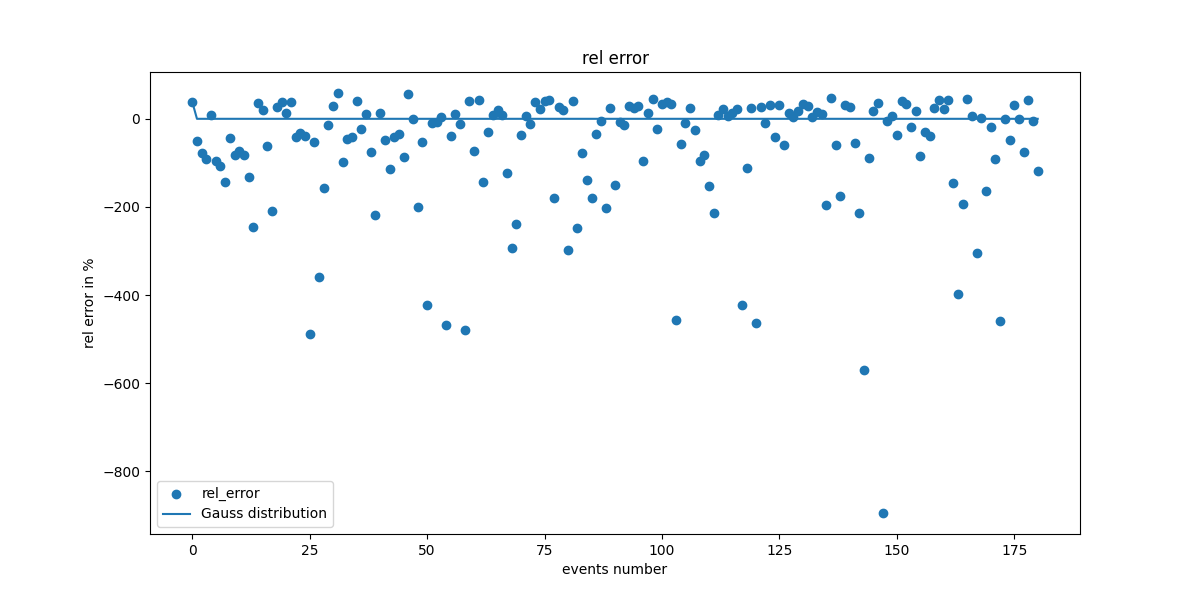 rel error
rel error in %
0
−200
−400
−600
−800
rel_error
Gauss distribution
0 25 50 75 100 125 150 175
events number